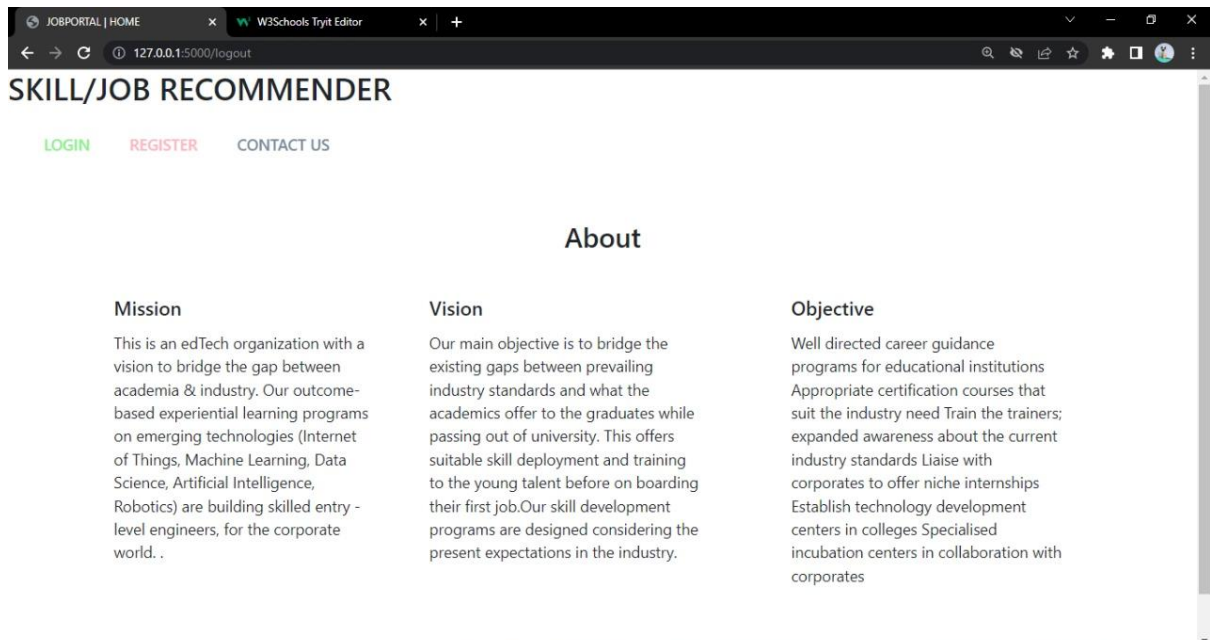 JOBPORTAL | HOME
W3Schools Tryit Editor
127.0.0.1:5000/logout
SKILL/JOB RECOMMENDER
LOGIN REGISTER CONTACT US
About
Mission
This is an edTech organization with a
vision to bridge the gap between
academia & industry. Our outcome-
based experiential learning programs
on emerging technologies (Internet
of Things, Machine Learning, Data
Science, Artificial Intelligence,
Robotics) are building skilled entry -
level engineers, for the corporate
world. .
Vision
Our main objective is to bridge the
existing gaps between prevailing
industry standards and what the
academics offer to the graduates while
passing out of university. This offers
suitable skill deployment and training
to the young talent before on boarding
their first job.Our skill development
programs are designed considering the
present expectations in the industry.
Objective
Well directed career guidance
programs for educational institutions
Appropriate certification courses that
suit the industry need Train the trainers;
expanded awareness about the current
industry standards Liaise with
corporates to offer niche internships
Establish technology development
centers in colleges Specialised
incubation centers in collaboration with
corporates